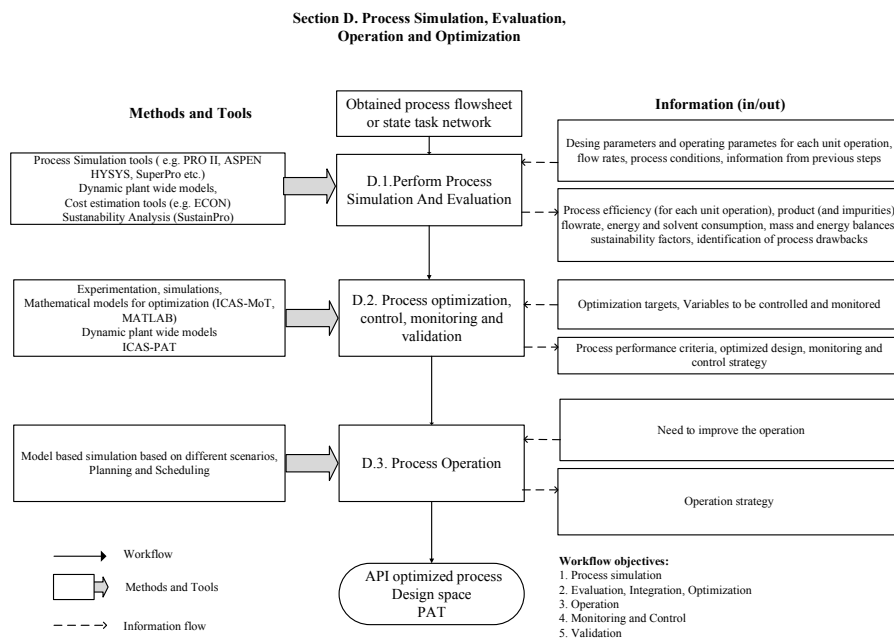 Section D. Process Simulation, Evaluation,
Operation and Optimization
Methods and Tools
Information (in/out)
Obtained process flowsheet
or state task network
Process Simulation tools ( e.g. PRO II, ASPEN
HYSYS, SuperPro etc.)
Dynamic plant wide models,
Cost estimation tools (e.g. ECON)
Sustanability Analysis (SustainPro)
D.1.Perform Process
Simulation And Evaluation
Desing parameters and operating parametes for each unit operation,
flow rates, process conditions, information from previous steps
Process efficiency (for each unit operation), product (and impurities)
flowrate, energy and solvent consumption, mass and energy balances
sustainability factors, identification of process drawbacks
Experimentation, simulations,
Mathematical models for optimization (ICAS-MoT,
MATLAB)
Dynamic plant wide models
ICAS-PAT
D.2. Process optimization,
control, monitoring and
validation
Optimization targets, Variables to be controlled and monitored
Process performance criteria, optimized design, monitoring and
control strategy
Model based simulation based on different scenarios,
Planning and Scheduling
D.3. Process Operation
Need to improve the operation
Operation strategy
API optimized process
Design space
PAT
Workflow
Methods and Tools
Information flow
Workflow objectives:
1. Process simulation
2. Evaluation, Integration, Optimization
3. Operation
4. Monitoring and Control
5. Validation